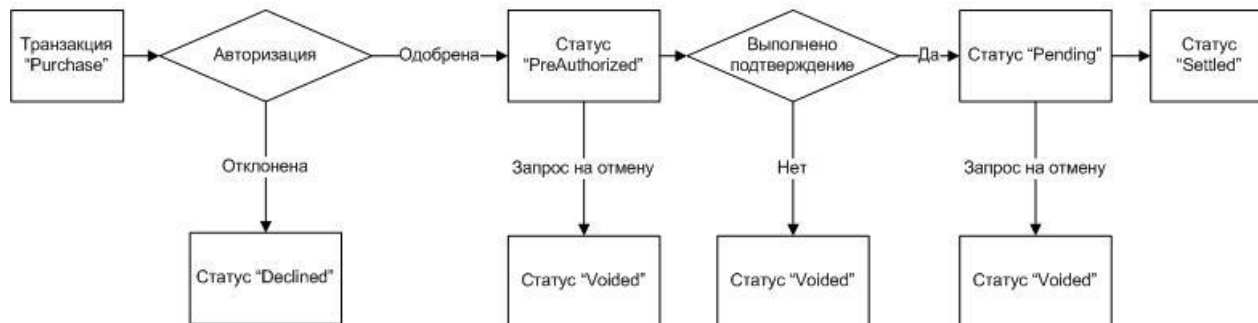 Транзакция
“Purchase”
Авторизация
Одобрена
Статус
“PreAuthorized”
Выполнено
подтверждение
Да
Статус “Pending”
Статус
“Settled”
Отклонена
Запрос на отмену
Нет
Запрос на отмену
Статус “Declined”
Статус “Voided”
Статус “Voided”
Статус “Voided”